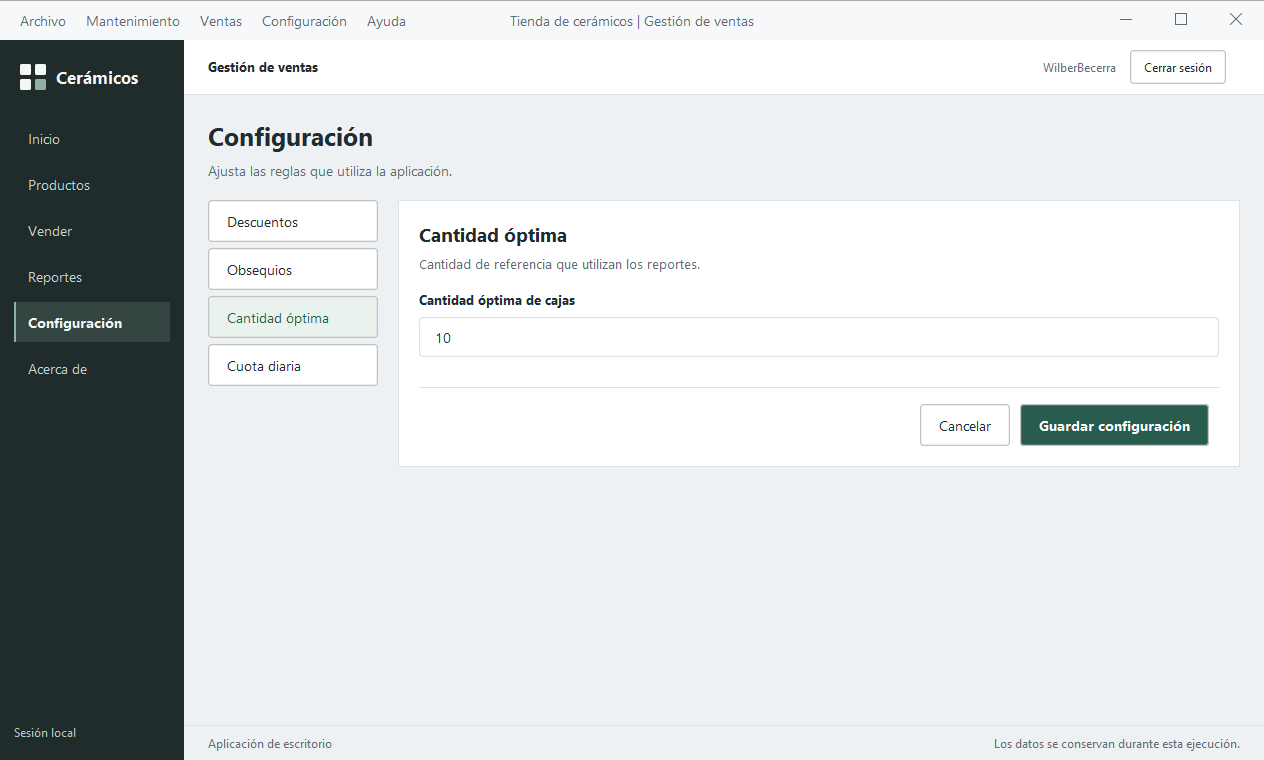 Archivo Mantenimiento Ventas Configuración Ayuda Tienda de cerámicos | Gestión de ventas
Cerámicos
Gestión de ventas WilberBecerra Cerrar sesión
Inicio
Productos
Vender
Reportes
Configuración
Acerca de
Sesión local
Configuración
Ajusta las reglas que utiliza la aplicación.
Descuentos
Obsequios
Cantidad óptima
Cuota diaria
Cantidad óptima
Cantidad de referencia que utilizan los reportes.
Cantidad óptima de cajas
10
Cancelar Guardar configuración
Aplicación de escritorio Los datos se conservan durante esta ejecución.